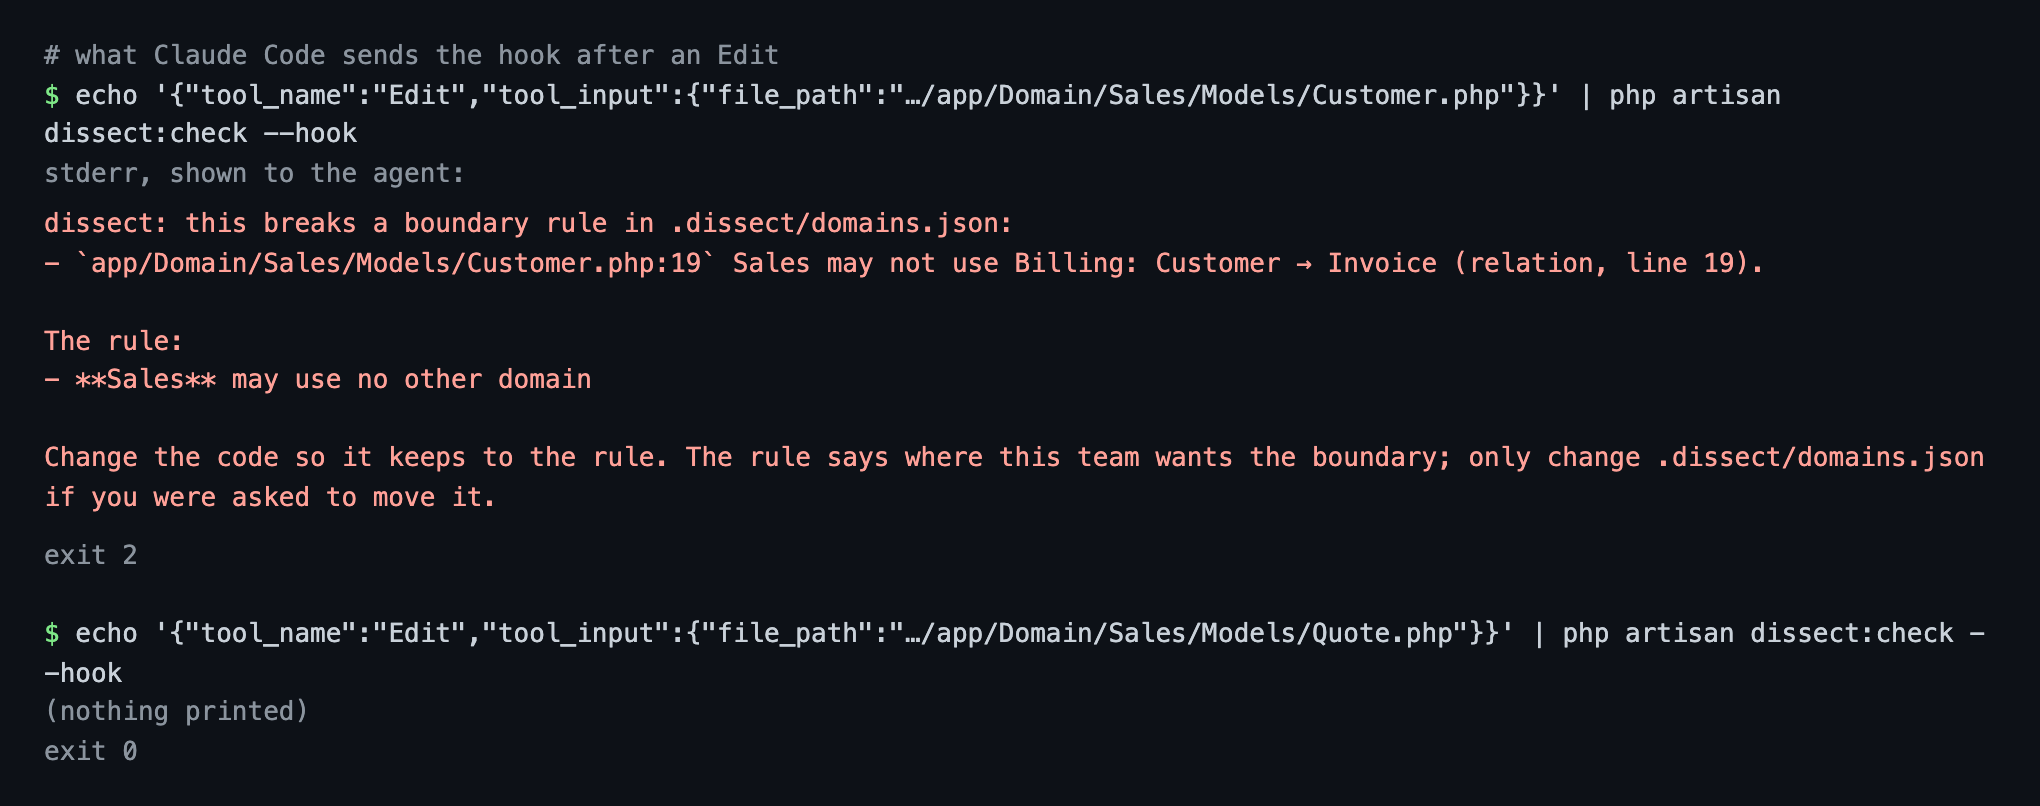 # what Claude Code sends the hook after an Edit
$ echo '{"tool_name":"Edit","tool_input":{"file_path":"…/app/Domain/Sales/Models/Customer.php"}}' | php artisan
dissect:check --hook
stderr, shown to the agent:
dissect: this breaks a boundary rule in .dissect/domains.json:
- `app/Domain/Sales/Models/Customer.php:19` Sales may not use Billing: Customer → Invoice (relation, line 19).
The rule:
- **Sales** may use no other domain
Change the code so it keeps to the rule. The rule says where this team wants the boundary; only change .dissect/domains.json
if you were asked to move it.
exit 2
$ echo '{"tool_name":"Edit","tool_input":{"file_path":"…/app/Domain/Sales/Models/Quote.php"}}' | php artisan dissect:check -
-hook
(nothing printed)
exit 0